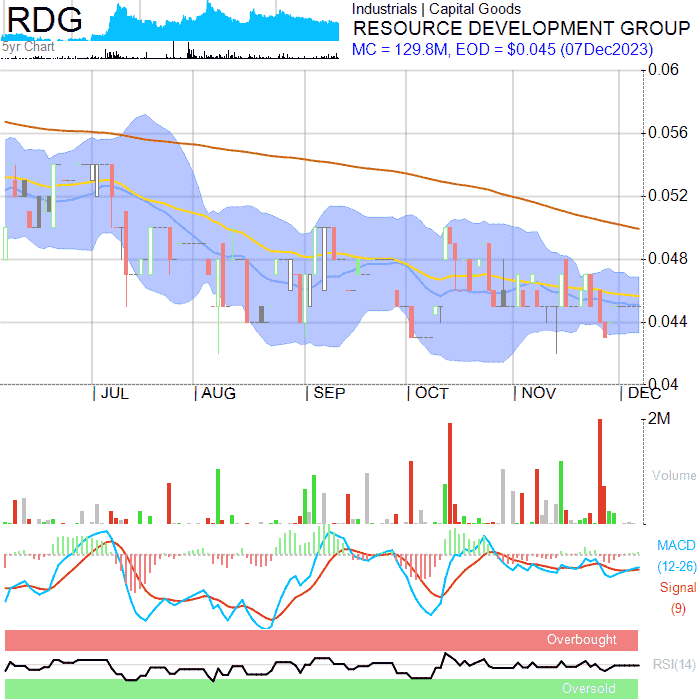 RDG
5yr Chart
Industrials | Capital Goods
RESOURCE DEVELOPMENT GROUP
MC = 129.8M, EOD = $0.045 (07Dec2023)
0.06
0.056
0.052
0.048
0.044
0.04
| JUL | AUG | SEP | OCT | NOV | DEC
2M
Volume
MACD
(12-26)
Signal
(9)
Overbought
RSI(14)
Oversold